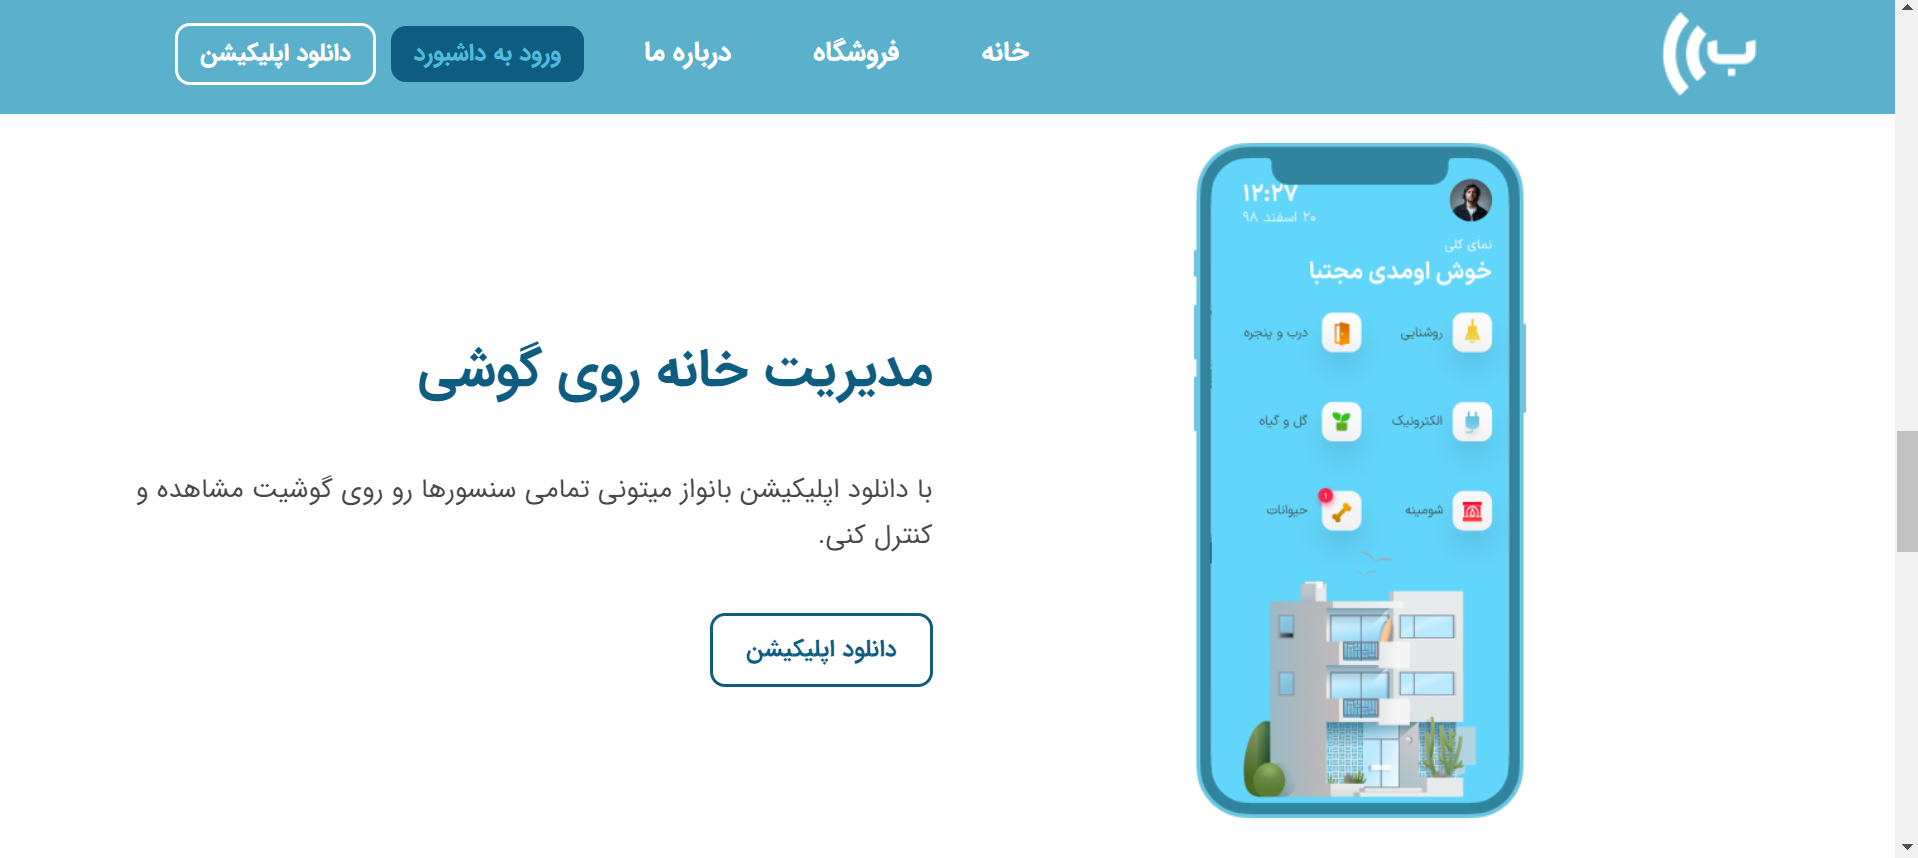 ب
خانه
فروشگاه
درباره ما
ورود به داشبورد
دانلود اپلیکیشن
۱۲:۲۷
۲۰ اسفند ۹۸
نمای کلی
خوش اومدی مجتبا
روشنایی
درب و پنجره
الکترونیک
گل و گیاه
شومینه
۱
حیوانات
مدیریت خانه روی گوشی
با دانلود اپلیکیشن بانواز میتونی تمامی سنسورها رو روی گوشیت مشاهده و
کنترل کنی.
دانلود اپلیکیشن